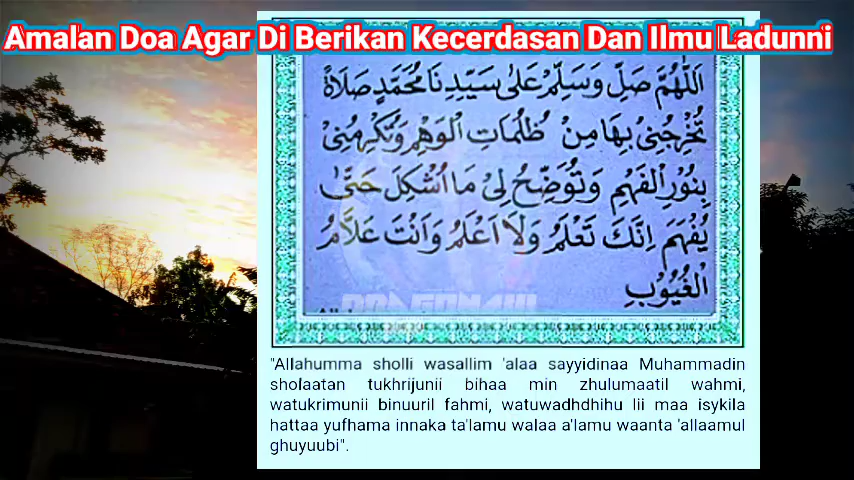 Amalan Doa Agar Di Berikan Kecerdasan Dan Ilmu Ladunni
اَللّٰهُمَّ صَلِّ وَسَلِّمْ عَلٰى سَيِّدِنَا مُحَمَّدٍ صَلَاةً
تُخْرِجُنِيْ بِهَا مِنْ ظُلُمَاتِ الْوَهْمِ وَتُكْرِمُنِيْ
بِنُوْرِ الْفَهْمِ وَتُوَضِّحُ لِيْ مَا اُشْكِلَ حَتّٰى
يُفْهَمَ اِنَّكَ تَعْلَمُ وَلَا اَعْلَمُ وَاَنْتَ عَلَّامُ
الْغُيُوْبِ
"Allahumma sholli wasallim 'alaa sayyidinaa Muhammadin
sholaatan tukhrijunii bihaa min zhulumaatil wahmi,
watukrimunii binuuril fahmi, watuwadhdhihu lii maa isykila
hattaa yufhama innaka ta'lamu walaa a'lamu waanta 'allaamul
ghuyuubi".